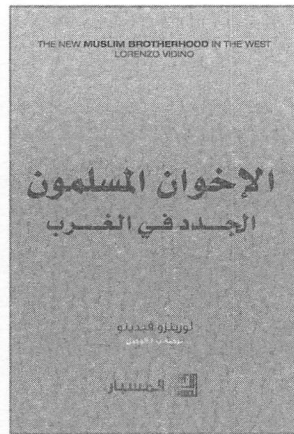 THE NEW MUSLIM BROTHERHOOD IN THE WEST
LORENZO VIDINO
الإخوان المسلمون
الجدد في الغرب
لورينزو فيدينو
المسبار